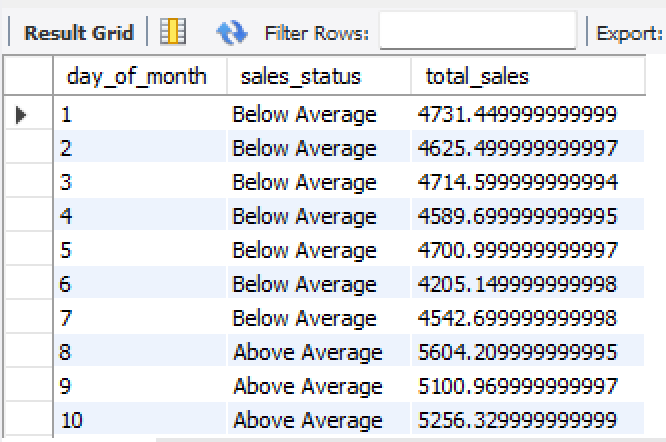 Result Grid Filter Rows: Export:
day_of_month sales_status total_sales
1 Below Average 4731.449999999999
2 Below Average 4625.499999999997
3 Below Average 4714.599999999994
4 Below Average 4589.699999999995
5 Below Average 4700.999999999997
6 Below Average 4205.149999999998
7 Below Average 4542.699999999998
8 Above Average 5604.209999999995
9 Above Average 5100.969999999997
10 Above Average 5256.329999999999